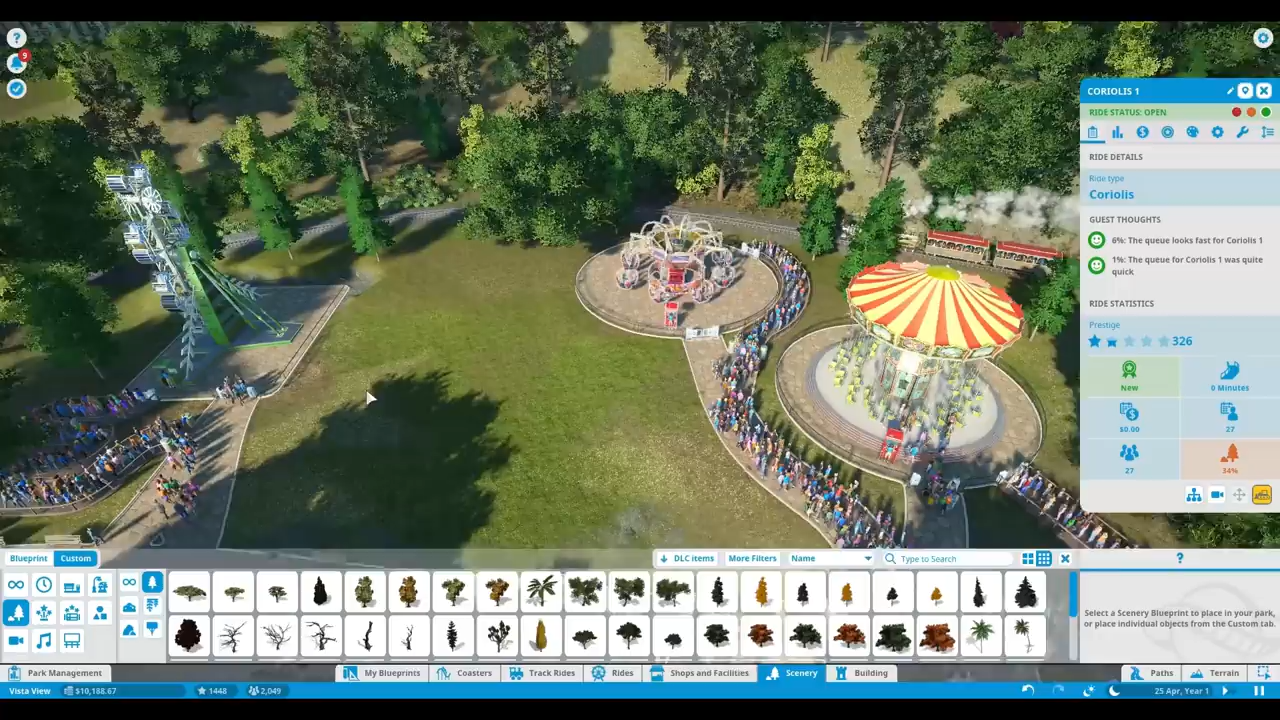 ?
9
CORIOLIS 1
RIDE STATUS: OPEN
RIDE DETAILS
Ride type
Coriolis
GUEST THOUGHTS
6%: The queue looks fast for Coriolis 1
1%: The queue for Coriolis 1 was quite
quick
RIDE STATISTICS
Prestige
326
New
0 Minutes
$0.00
27
27
34%
Blueprint
Custom
DLC items
More Filters
Name
Type to Search
?
Select a Scenery Blueprint to place in your park,
or place individual objects from the Custom tab.
Park Management
My Blueprints
Coasters
Track Rides
Rides
Shops and Facilities
Scenery
Building
Paths
Terrain
Vista View
$10,188.67
1448
2,049
25 Apr, Year 1